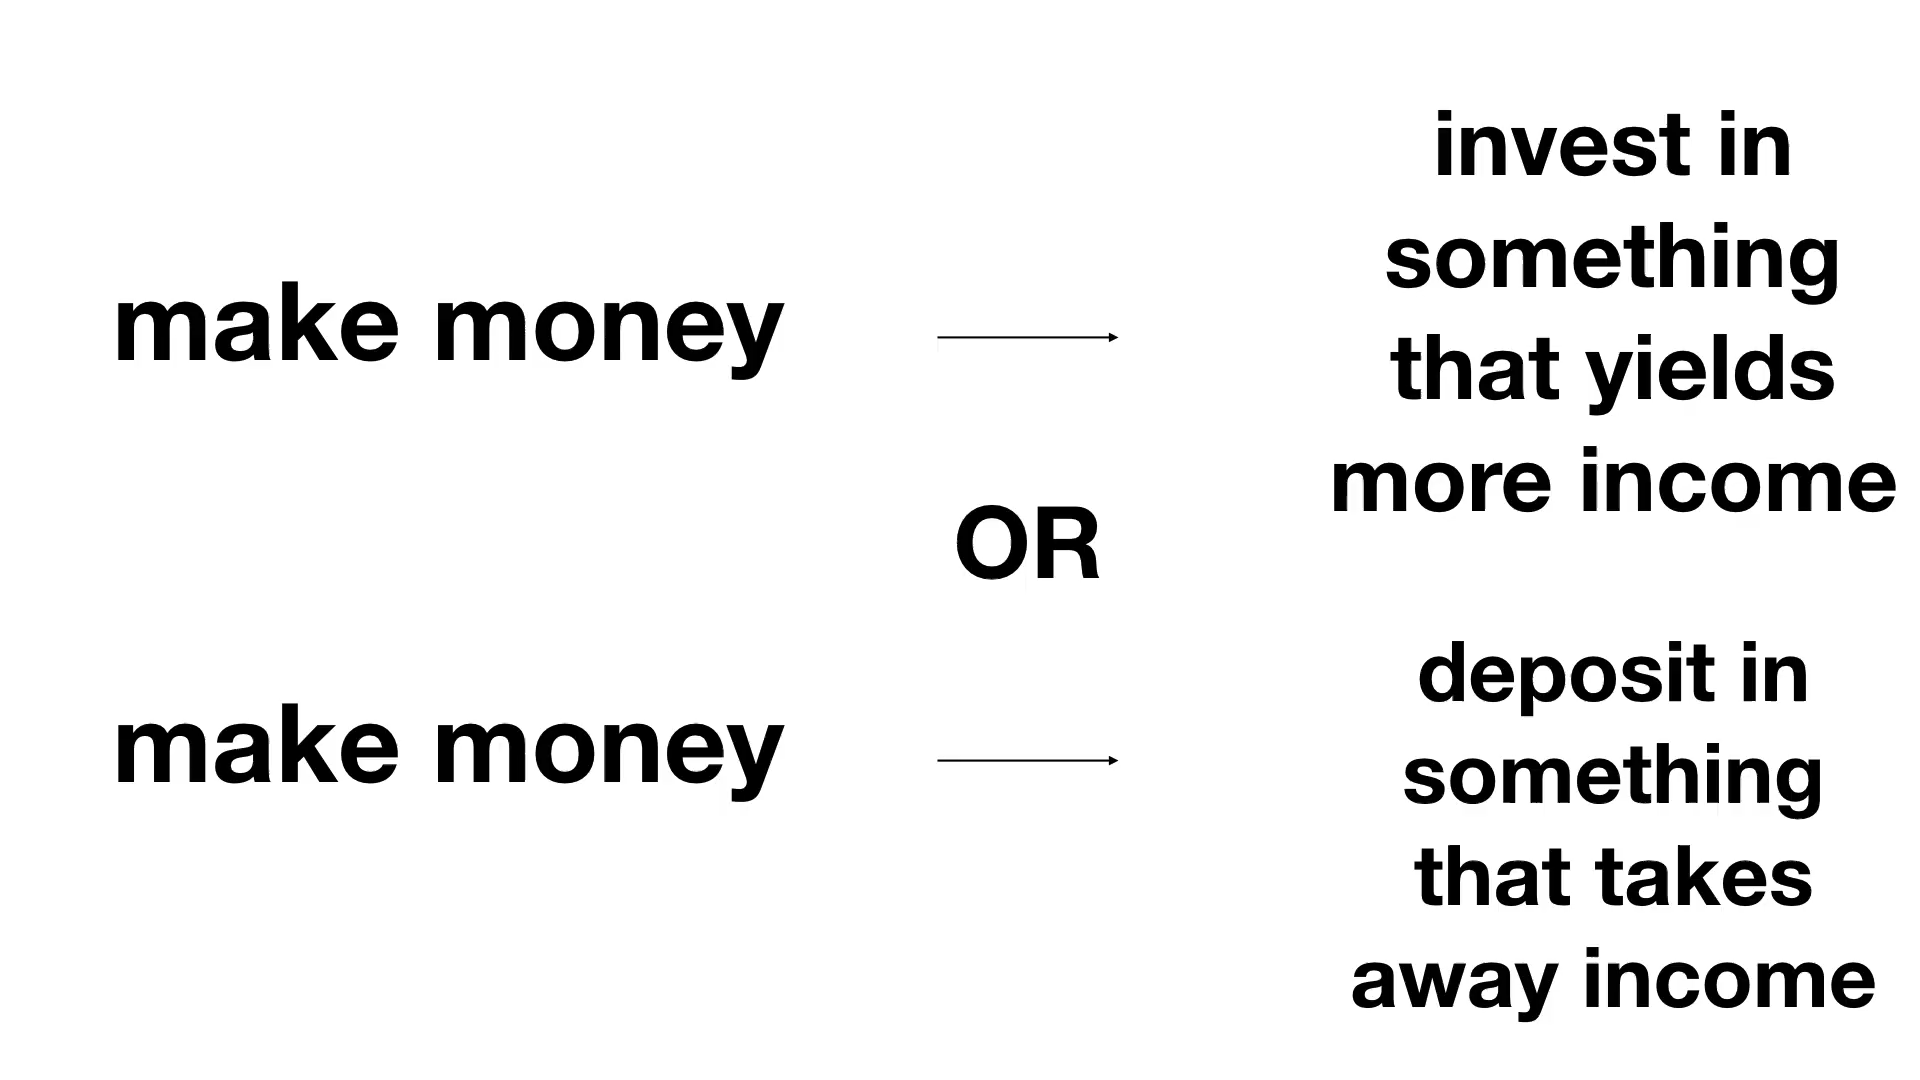 make money
invest in
something
that yields
more income
OR
make money
deposit in
something
that takes
away income